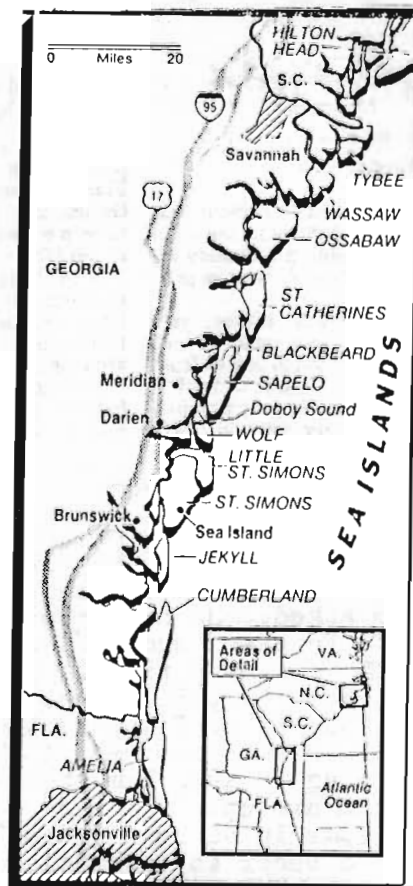 HILTON
HEAD
0 20
Miles
S.C.
95
Savannah
TYBEE
17
WASSAW
OSSABAW
GEORGIA
ST
CATHERINES
BLACKBEARD
Meridian
SAPELO
Darien
Doboy Sound
WOLF
LITTLE
ST. SIMONS
ST. SIMONS
Brunswick
Sea Island
JEKYLL
SEA ISLANDS
CUMBERLAND
FLA.
AMELIA
Jacksonville
Areas of
Detail
VA.
N.C.
S.C.
GA.
Atlantic
Ocean
FLA